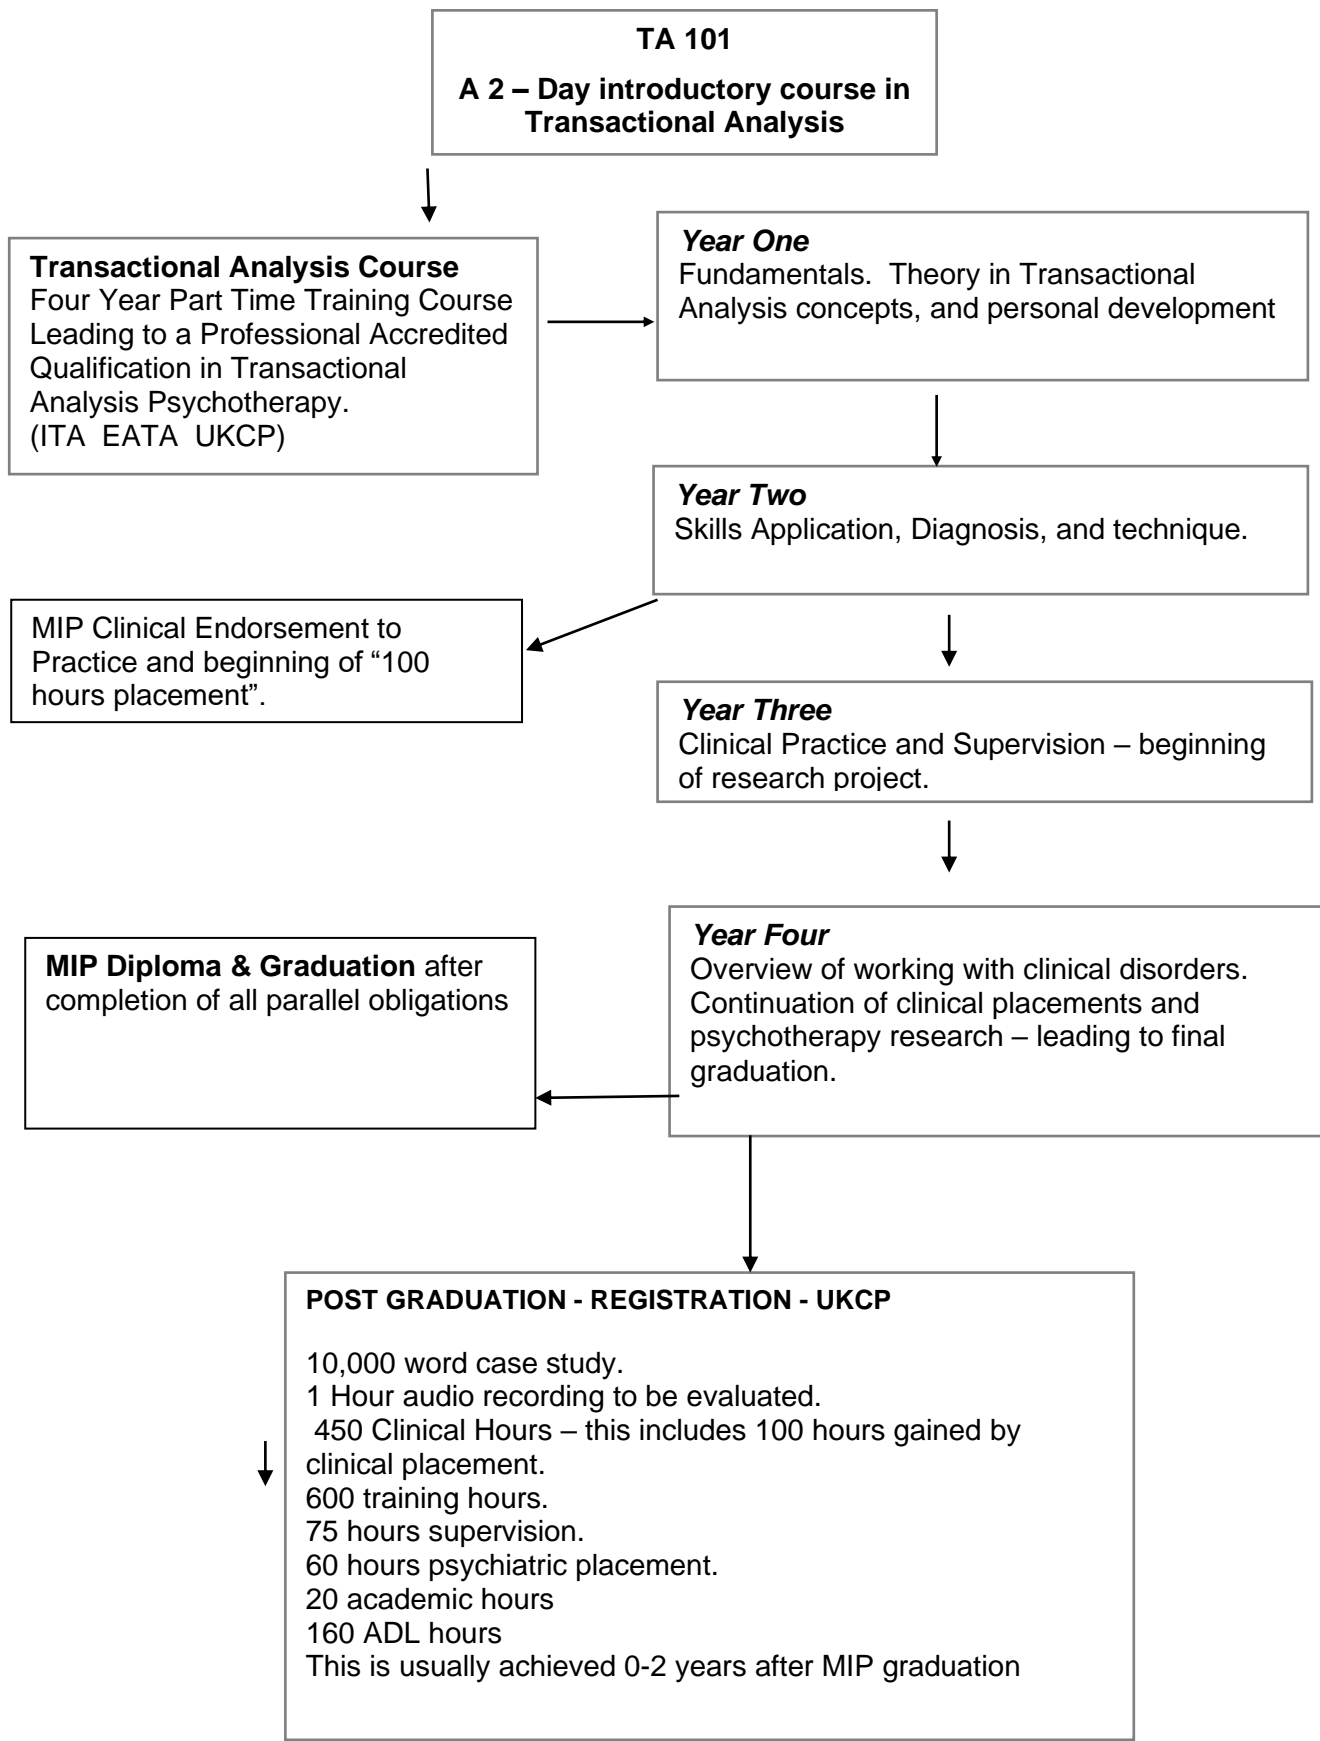 TA 101
A 2 – Day introductory course in
Transactional Analysis
Transactional Analysis Course
Four Year Part Time Training Course
Leading to a Professional Accredited
Qualification in Transactional
Analysis Psychotherapy.
(ITA  EATA  UKCP)
Year One
Fundamentals.  Theory in Transactional
Analysis concepts, and personal development
Year Two
Skills Application, Diagnosis, and technique.
MIP Clinical Endorsement to
Practice and beginning of “100
hours placement”.
Year Three
Clinical Practice and Supervision – beginning
of research project.
Year Four
Overview of working with clinical disorders.
Continuation of clinical placements and
psychotherapy research – leading to final
graduation.
MIP Diploma & Graduation after
completion of all parallel obligations
POST GRADUATION - REGISTRATION - UKCP
10,000 word case study.
1 Hour audio recording to be evaluated.
450 Clinical Hours – this includes 100 hours gained by
clinical placement.
600 training hours.
75 hours supervision.
60 hours psychiatric placement.
20 academic hours
160 ADL hours
This is usually achieved 0-2 years after MIP graduation